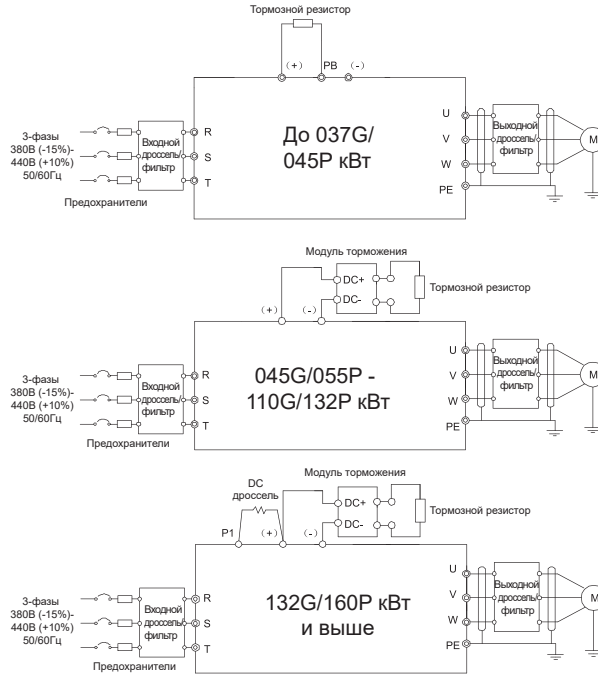 Тормозной резистор
(+) PB (-)
3-фазы
380В (-15%)-
440В (+10%)
50/60Гц
Предохранители
Входной
дроссель/
фильтр
R
S
T
До 037G/
045P кВт
U
V
W
PE
Выходной
дроссель/
фильтр
M
Модуль торможения
DC+
DC-
Тормозной резистор
(+) (-)
3-фазы
380В (-15%)-
440В (+10%)
50/60Гц
Предохранители
Входной
дроссель/
фильтр
R
S
T
045G/055P -
110G/132P кВт
U
V
W
PE
Выходной
дроссель/
фильтр
M
DC
дроссель
Модуль торможения
DC+
DC-
Тормозной резистор
P1 (+) (-)
3-фазы
380В (-15%)-
440В (+10%)
50/60Гц
Предохранители
Входной
дроссель/
фильтр
R
S
T
132G/160P кВт
и выше
U
V
W
PE
Выходной
дроссель/
фильтр
M